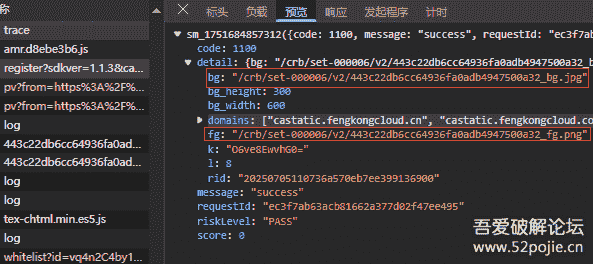 称
标头 负载 预览 响应 发起程序 计时
trace
amr.d8ebe3b6.js
register?sdkver=1.1.3&ca
pv?from=https%3A%2F%
pv?from=https%3A%2F%
log
443c22db6cc64936fa0ad...
443c22db6cc64936fa0ad...
log
log
tex-chtml.min.es5.js
log
whitelist?id=vq4n2C4by1...
sm_1751684857312({code: 1100, message: "success", requestId: "ec3f7ab
code: 1100
detail: {bg: "/crb/set-000006/v2/443c22db6cc64936fa0adb4947500a32_b
bg: "/crb/set-000006/v2/443c22db6cc64936fa0adb4947500a32_bg.jpg"
bg_height: 300
bg_width: 600
domains: ["castatic.fengkongcloud.cn", "castatic.fengkongcloud.co
fg: "/crb/set-000006/v2/443c22db6cc64936fa0adb4947500a32_fg.png"
k: "O6ve8EwvhG0="
l: 8
rid: "20250705110736a570eb7ee399136900"
message: "success"
requestId: "ec3f7ab63acb81662a377d02f47ee495"
riskLevel: "PASS"
score: 0
吾爱破解论坛
www.52pojie.cn